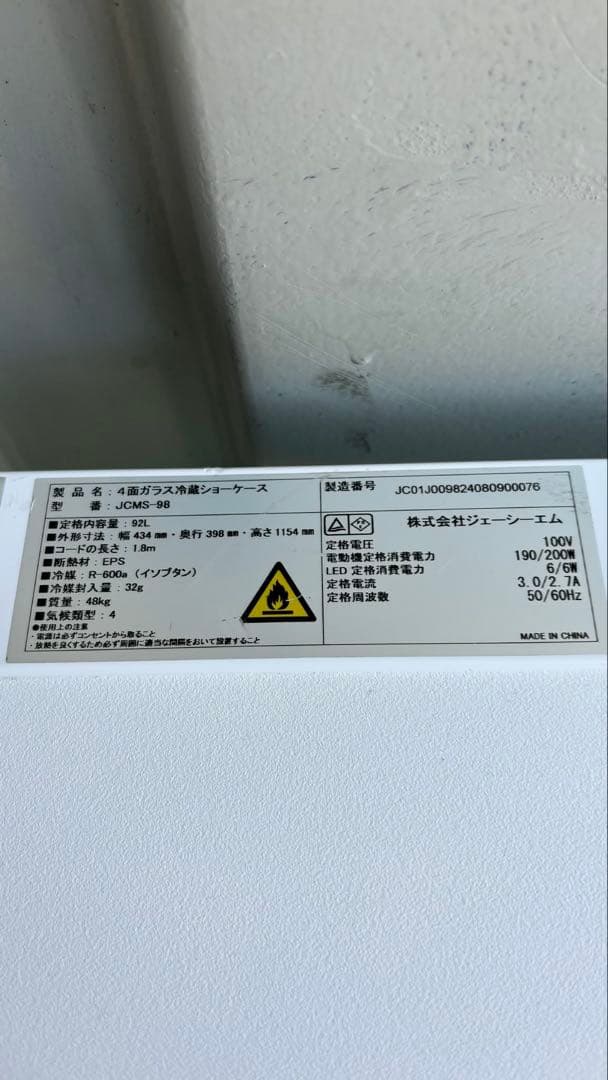 製品名：4面ガラス冷蔵ショーケース
型番：JCMS-98
■定格内容量：92L
■外形寸法：幅 434 mm・奥行 398 mm・高さ 1154 mm
■コードの長さ：1.8m
■断熱材：EPS
■冷媒：R-600a（イソブタン）
■冷媒封入量：32g
■質量：48kg
■気候類型：4
●使用上の注意
・電源は必ずコンセントから取ること
・放熱を良くするため必ず周囲に適当な間隔をおいて設置すること
製造番号 JC01J009824080900076
株式会社ジェーシーエム
定格電圧 100V
電動機定格消費電力 190/200W
LED 定格消費電力 6/6W
定格電流 3.0/2.7A
定格周波数 50/60Hz
MADE IN CHINA